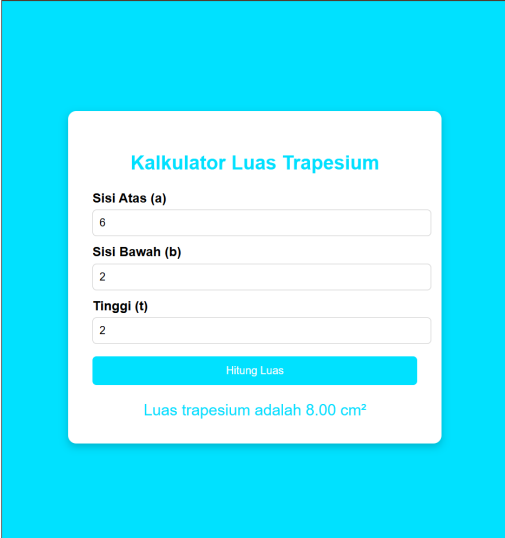 Kalkulator Luas Trapesium
Sisi Atas (a)
6
Sisi Bawah (b)
2
Tinggi (t)
2
Hitung Luas
Luas trapesium adalah 8.00 cm²